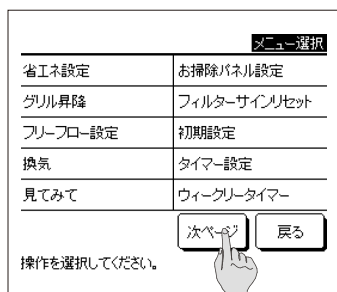 メニュー選択
省エネ設定 お掃除パネル設定
グリル昇降 フィルターサインリセット
フリーフロー設定 初期設定
換気 タイマー設定
見てみて ウィークリータイマー
次ページ 戻る
操作を選択してください。